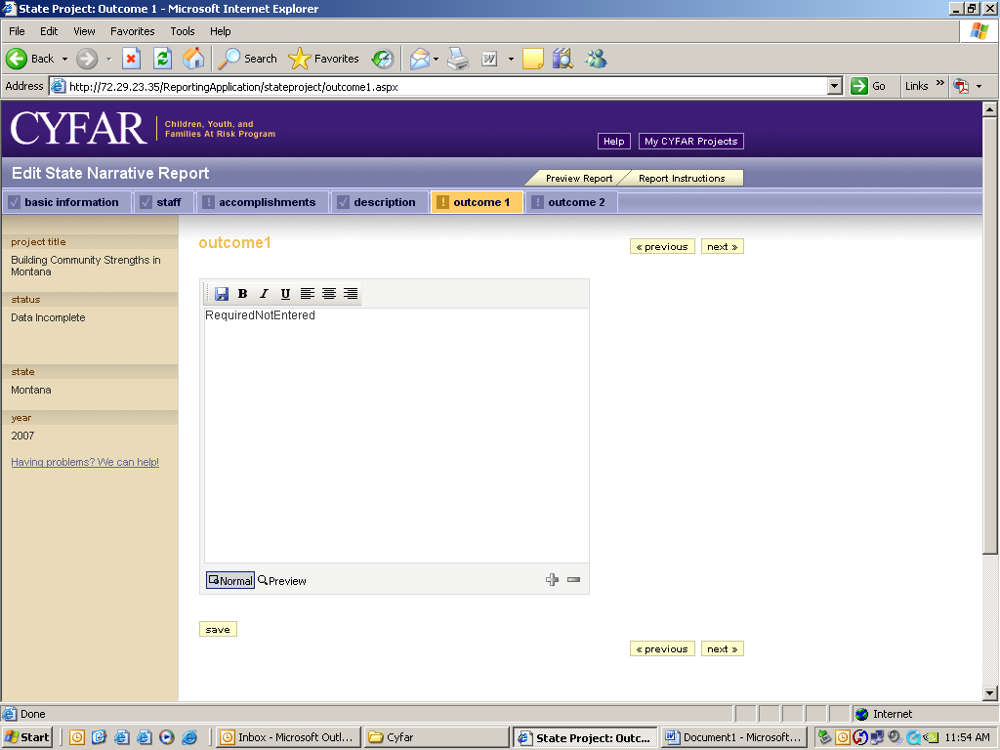 State Project: Outcome 1 - Microsoft Internet Explorer
File Edit View Favorites Tools Help
Back Search Favorites
Address http://72.29.23.35/ReportingApplication/stateproject/outcome1.aspx Go Links »
CYFAR Children, Youth, and
Families At Risk Program
Help My CYFAR Projects
Edit State Narrative Report
Preview Report Report Instructions
basic information staff ! accomplishments description ! outcome 1 ! outcome 2
project title
Building Community Strengths in
Montana
status
Data Incomplete
state
Montana
year
2007
Having problems? We can help!
outcome1
« previous next »
B I U
RequiredNotEntered
Normal Preview
save
« previous next »
Done Internet
Start Inbox - Microsoft Outl... Cyfar State Project: Outc... Document1 - Microsoft... 11:54 AM